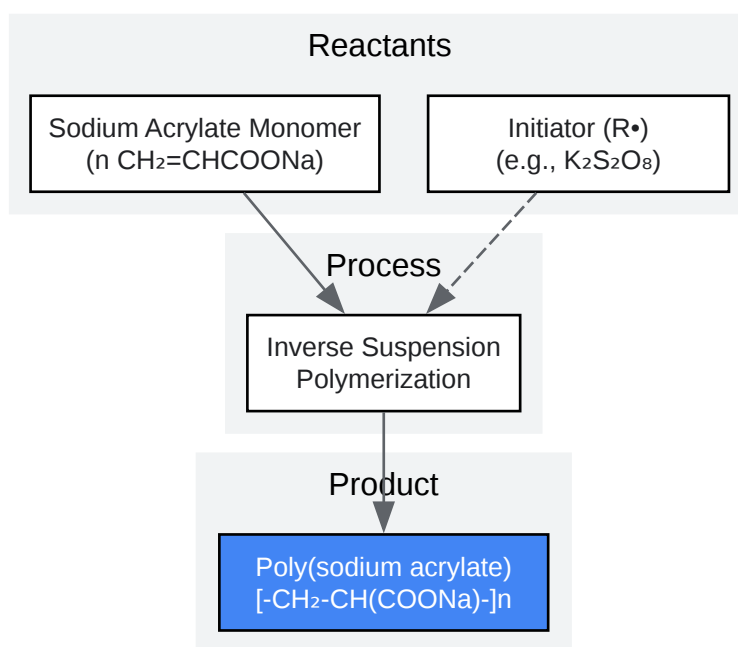 Reactants
Sodium Acrylate Monomer
(n CH₂=CHCOONa)
Initiator (R•)
(e.g., K₂S₂O₈)
Process
Inverse Suspension
Polymerization
Product
Poly(sodium acrylate)
[-CH₂-CH(COONa)-]n